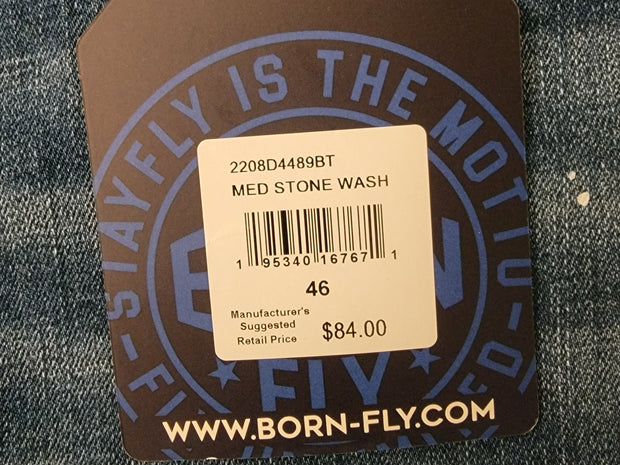 STAYFLY IS THE MOTTO
2208D4489BT
MED STONE WASH
1 95340 16767 1
46
Manufacturer's
Suggested
Retail Price
$84.00
FLY
WWW.BORN-FLY.COM